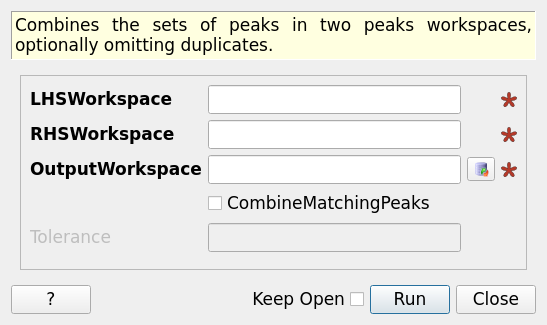 Combines the sets of peaks in two peaks workspaces,
optionally omitting duplicates.
LHSWorkspace
RHSWorkspace
OutputWorkspace
CombineMatchingPeaks
Tolerance
? Keep Open Run Close